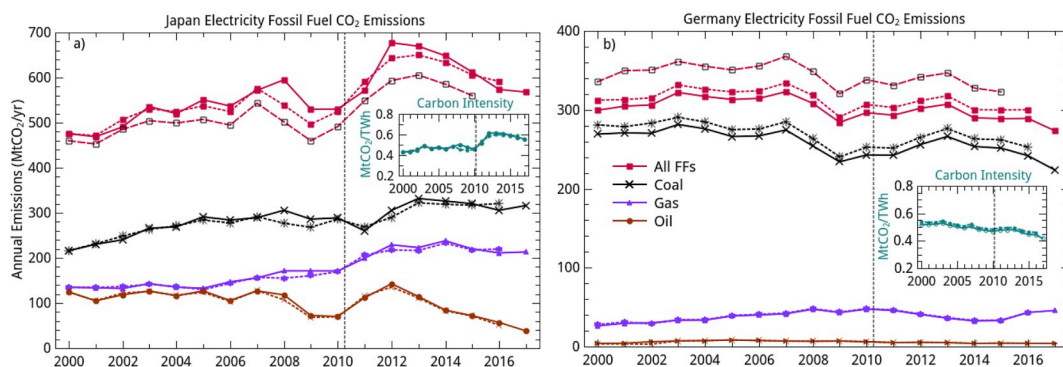 Japan Electricity Fossil Fuel CO₂ Emissions
a)
Annual Emissions (MtCO₂/yr)
700
600
500
400
300
200
100
0
2000 2002 2004 2006 2008 2010 2012 2014 2016
Carbon Intensity
MtCO₂/TWh
0.8
0.6
0.4
0.2
2000 2005 2010 2015
Germany Electricity Fossil Fuel CO₂ Emissions
b)
400
300
200
100
0
All FFs
Coal
Gas
Oil
2000 2002 2004 2006 2008 2010 2012 2014 2016
Carbon Intensity
MtCO₂/TWh
0.8
0.6
0.4
0.2
2000 2005 2010 2015